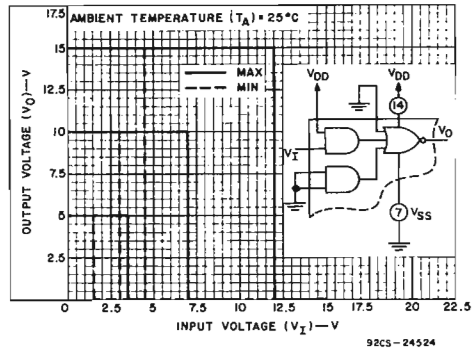 17.5
AMBIENT TEMPERATURE (TA) = 25°C
15
12.5
10
7.5
5
2.5
OUTPUT VOLTAGE (VO)—V
MAX
MIN
VDD
VDD
14
VI
VO
7
VSS
0
2.5
5
7.5
10
12
15
17.5
20
22.5
INPUT VOLTAGE (VI)—V
92CS-24524